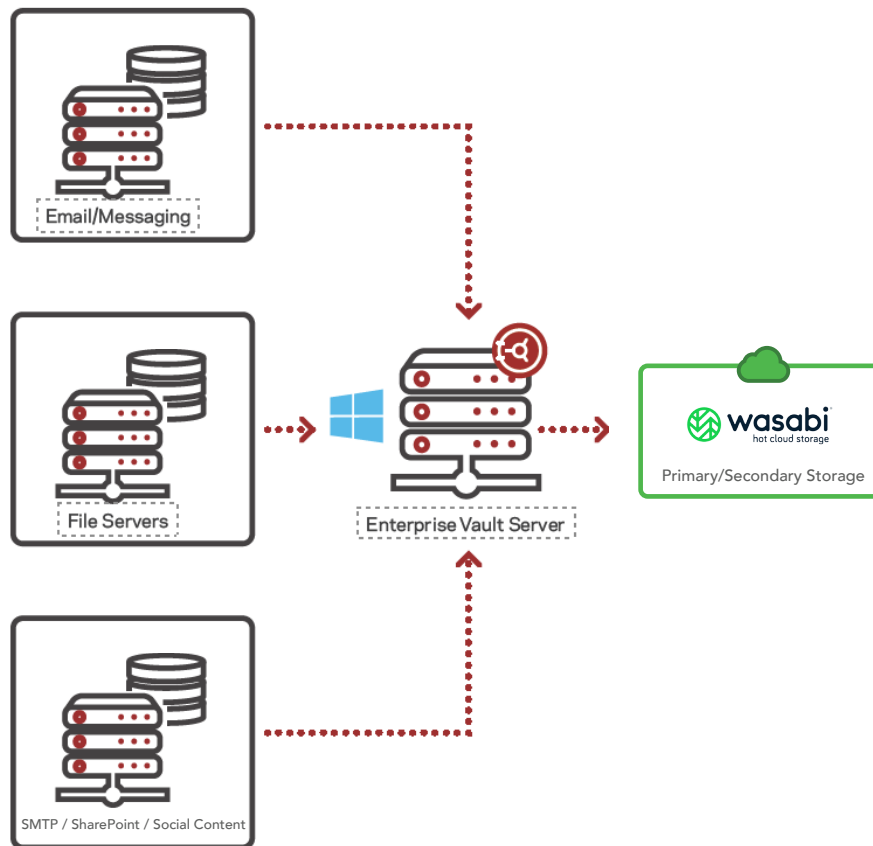 Email/Messaging
File Servers
Enterprise Vault Server
wasabi
hot cloud storage
Primary/Secondary Storage
SMTP / SharePoint / Social Content